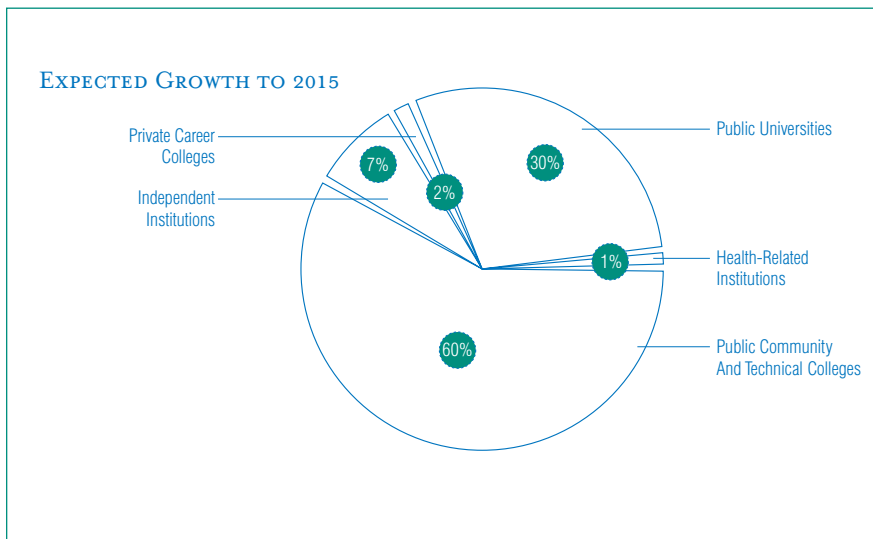 Expected Growth to 2015
Private Career
Colleges
Public Universities
7%
30%
2%
Independent
Institutions
1%
Health-Related
Institutions
60%
Public Community
And Technical Colleges